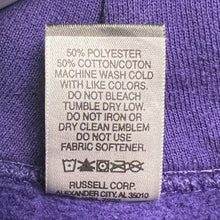 50% POLYESTER
50% COTTON/COTON
MACHINE WASH COLD
WITH LIKE COLORS.
DO NOT BLEACH
TUMBLE DRY LOW.
DO NOT IRON OR
DRY CLEAN EMBLEM
DO NOT USE
FABRIC SOFTENER.
RUSSELL CORP.
ALEXANDER CITY, AL 35010